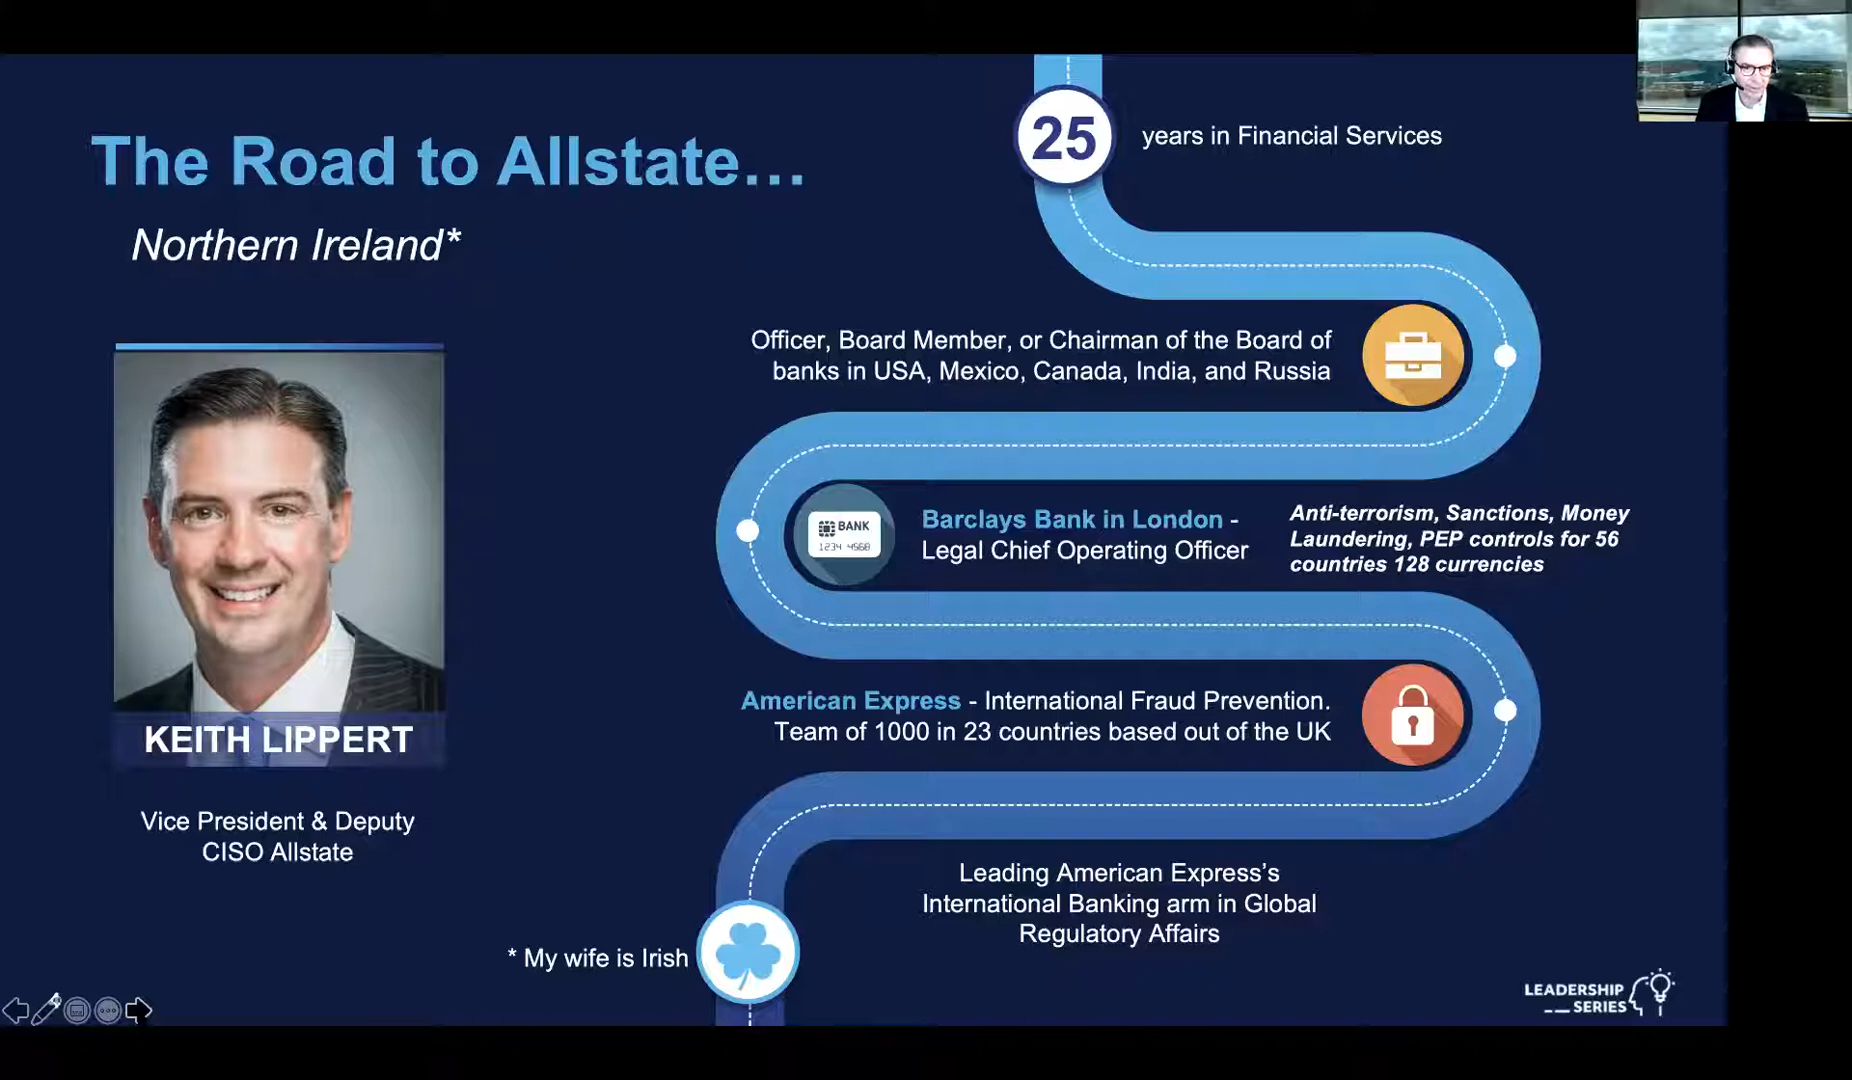 The Road to Allstate...
Northern Ireland*
25
years in Financial Services
Officer, Board Member, or Chairman of the Board of
banks in USA, Mexico, Canada, India, and Russia
BANK
1234 4568
Barclays Bank in London -
Legal Chief Operating Officer
Anti-terrorism, Sanctions, Money
Laundering, PEP controls for 56
countries 128 currencies
American Express - International Fraud Prevention.
Team of 1000 in 23 countries based out of the UK
KEITH LIPPERT
Vice President & Deputy
CISO Allstate
Leading American Express's
International Banking arm in Global
Regulatory Affairs
* My wife is Irish
LEADERSHIP
SERIES